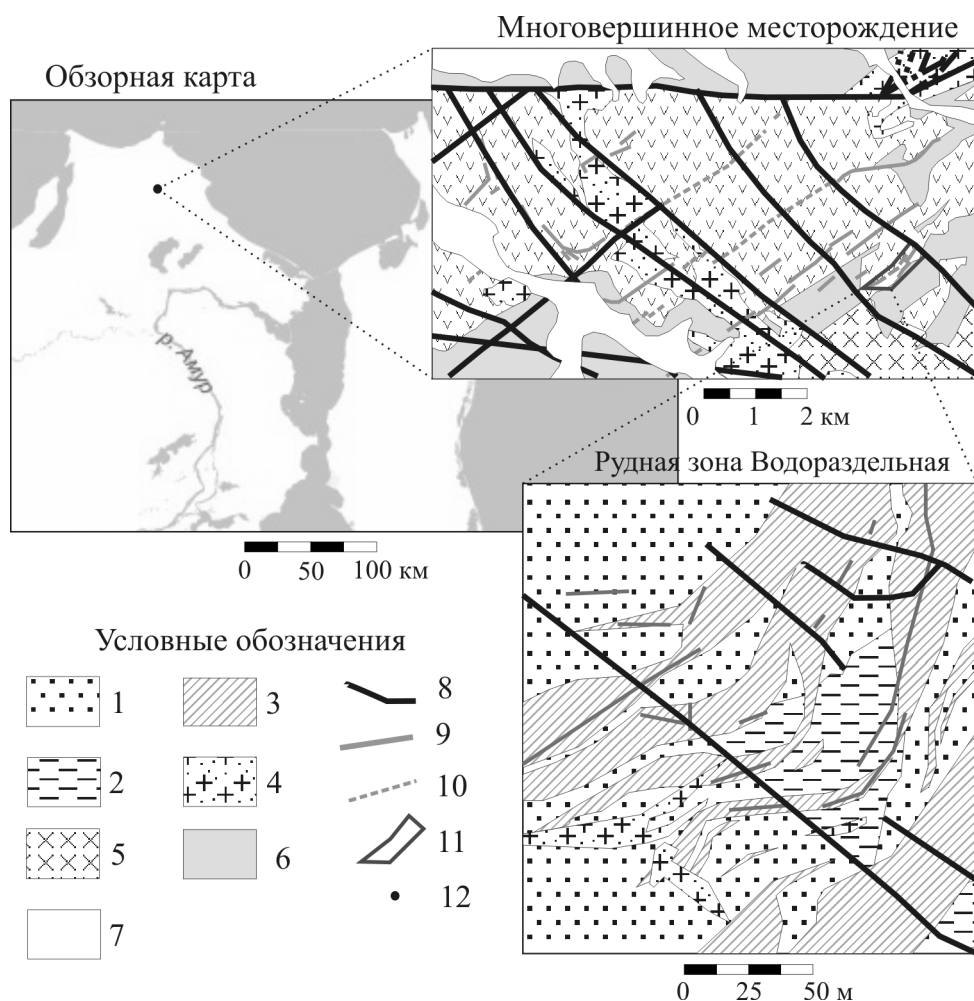 Многовершинное месторождение
Обзорная карта
р. Амур
0 1 2 км
Рудная зона Водораздельная
0 50 100 км
Условные обозначения
1 3 8
9
2 4 10
5 6 11
12
7
0 25 50 м